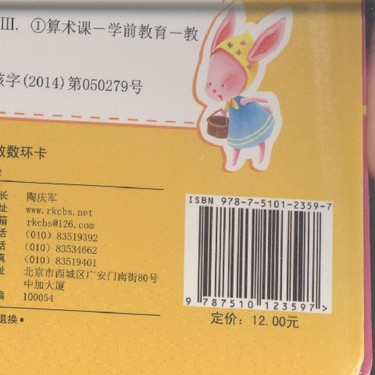 Ⅲ. ①算术课－学前教育－教
字(2014)第050279号
数数环卡
长 陶庆军
址 www.rkcbs.net
箱 rkcbs@126.com
话 (010) 83519392
话 (010) 83534662
真 (010) 83519401
址 北京市西城区广安门南街80号
中加大厦
编 100054
退换·
ISBN 978-7-5101-2359-7
9 787510 123597 >
定价：12.00元